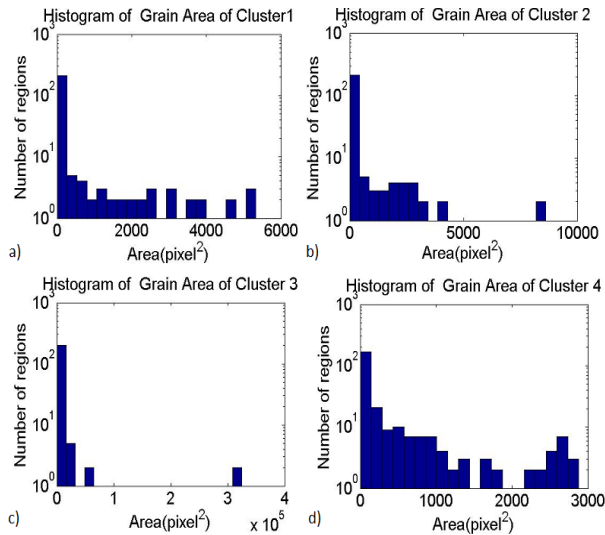 Histogram of  Grain Area of Cluster1
Number of regions
10^3
10^2
10^1
10^0
0
2000
4000
6000
Area(pixel^2)
a)
Histogram of  Grain Area of Cluster 2
Number of regions
10^3
10^2
10^1
10^0
0
5000
10000
Area(pixel^2)
b)
Histogram of  Grain Area of Cluster 3
Number of regions
10^3
10^2
10^1
10^0
0
1
2
3
4
x 10^5
Area(pixel^2)
c)
Histogram of  Grain Area of Cluster 4
Number of regions
10^3
10^2
10^1
10^0
0
1000
2000
3000
Area(pixel^2)
d)